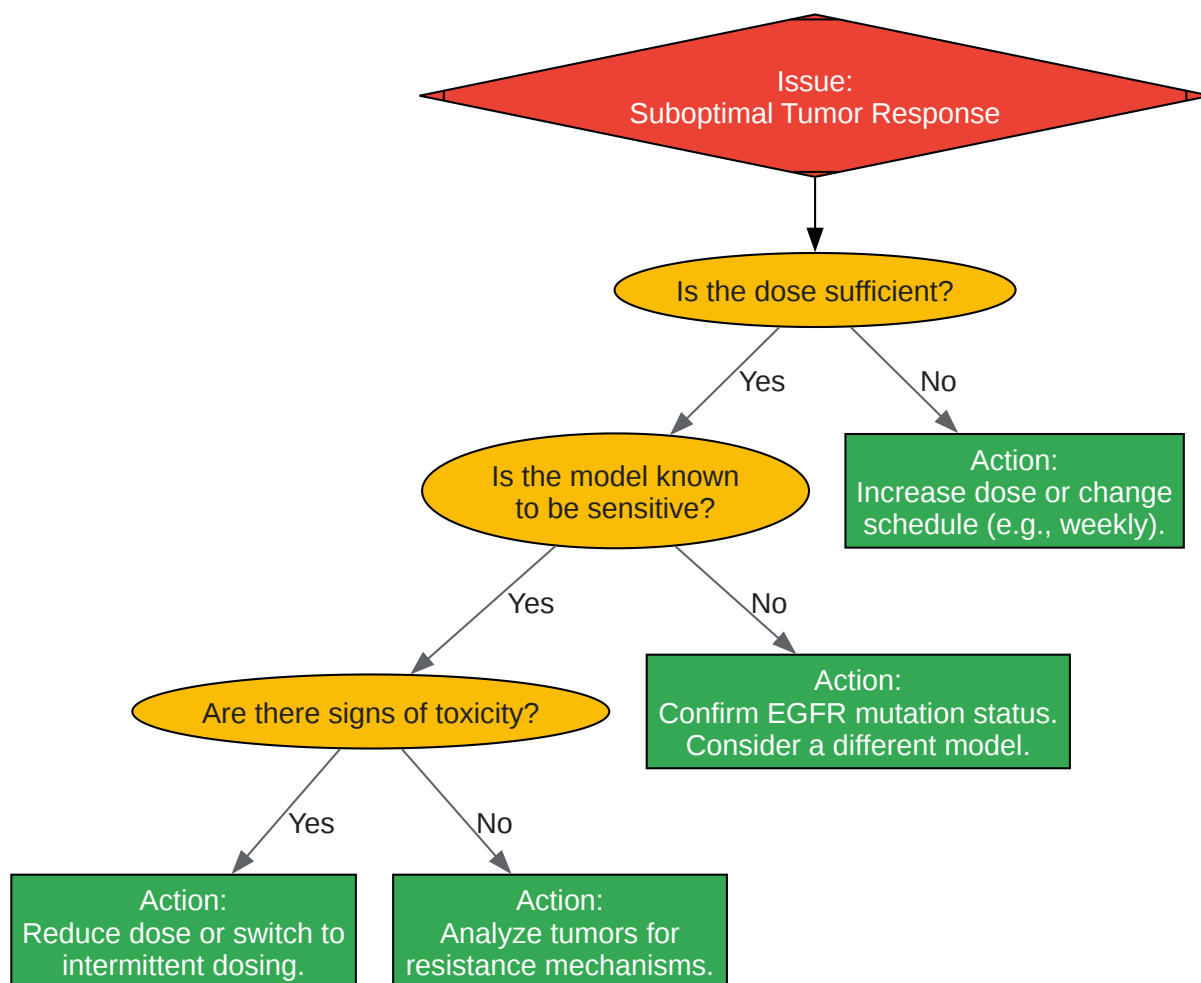 Issue:
Suboptimal Tumor Response
Is the dose sufficient?
Yes
No
Is the model known
to be sensitive?
Action:
Increase dose or change
schedule (e.g., weekly).
Yes
No
Are there signs of toxicity?
Action:
Confirm EGFR mutation status.
Consider a different model.
Yes
No
Action:
Reduce dose or switch to
intermittent dosing.
Action:
Analyze tumors for
resistance mechanisms.